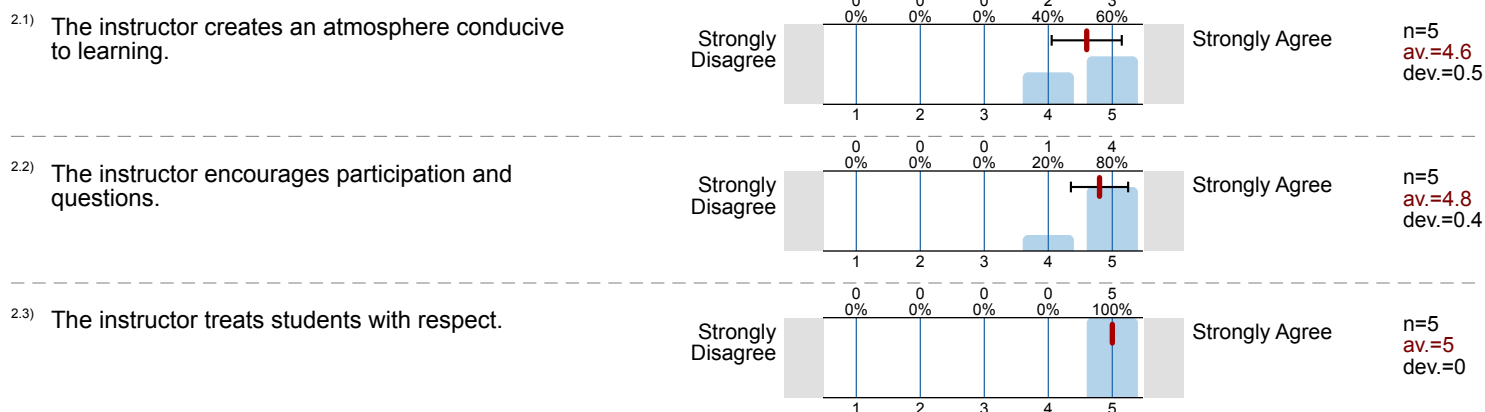 0 0 0 2 3
0% 0% 0% 40% 60%
2.1) The instructor creates an atmosphere conducive
to learning.
Strongly
Disagree
Strongly Agree
n=5
av.=4.6
dev.=0.5
1 2 3 4 5
0 0 0 1 4
0% 0% 0% 20% 80%
2.2) The instructor encourages participation and
questions.
Strongly
Disagree
Strongly Agree
n=5
av.=4.8
dev.=0.4
1 2 3 4 5
0 0 0 0 5
0% 0% 0% 0% 100%
2.3) The instructor treats students with respect.
Strongly
Disagree
Strongly Agree
n=5
av.=5
dev.=0
1 2 3 4 5